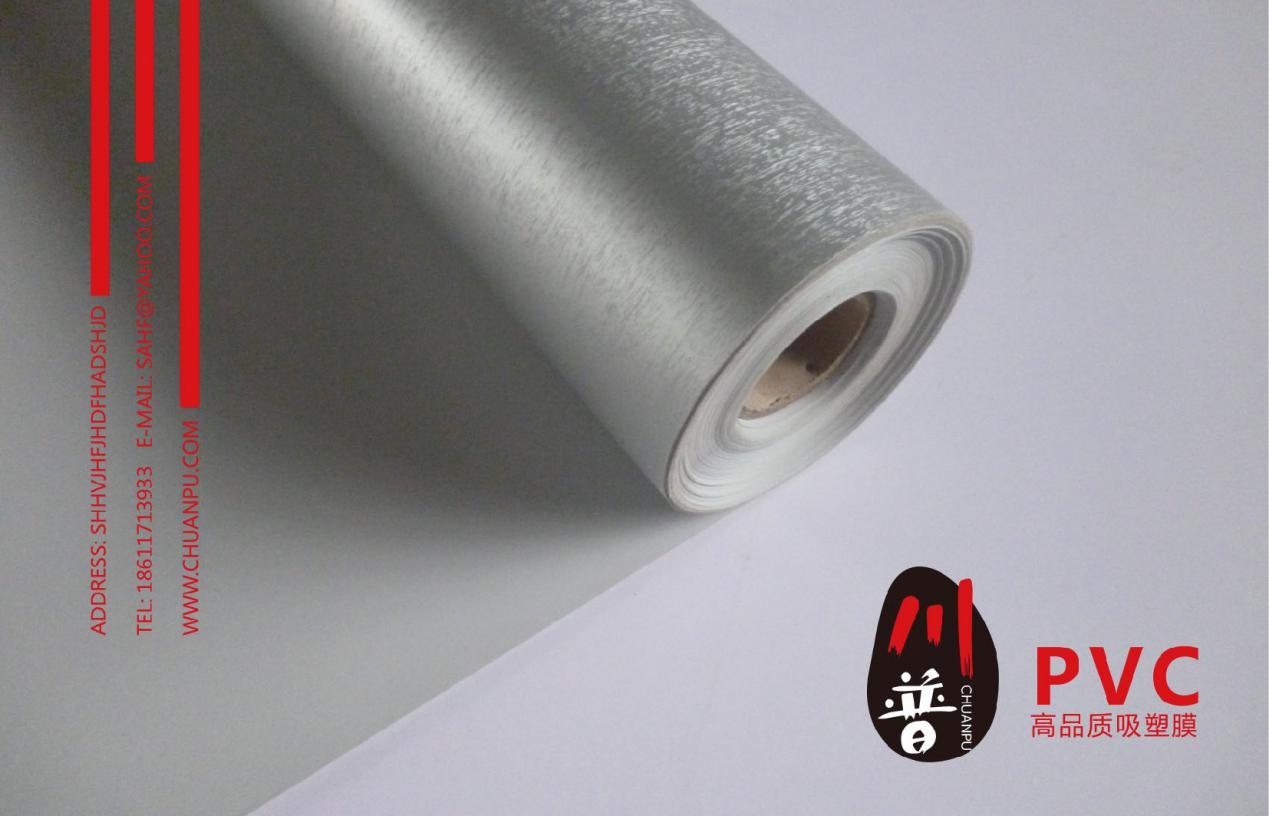 ADDRESS: SHHVJHFJHDFHADSHJD
TEL: 18611713933 E-MAIL: SAHF@YAHOO.COM
WWW.CHUANPU.COM
川普
CHUANPU
PVC
高品质吸塑膜